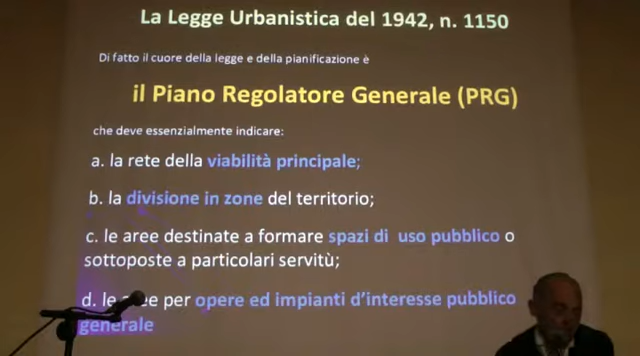 La Legge Urbanistica del 1942, n. 1150
Di fatto il cuore della legge e della pianificazione è
il Piano Regolatore Generale (PRG)
che deve essenzialmente indicare:
a. la rete della viabilità principale;
b. la divisione in zone del territorio;
c. le aree destinate a formare spazi di uso pubblico o
sottoposte a particolari servitù;
d. le per opere ed impianti d'interesse pubblico
generale